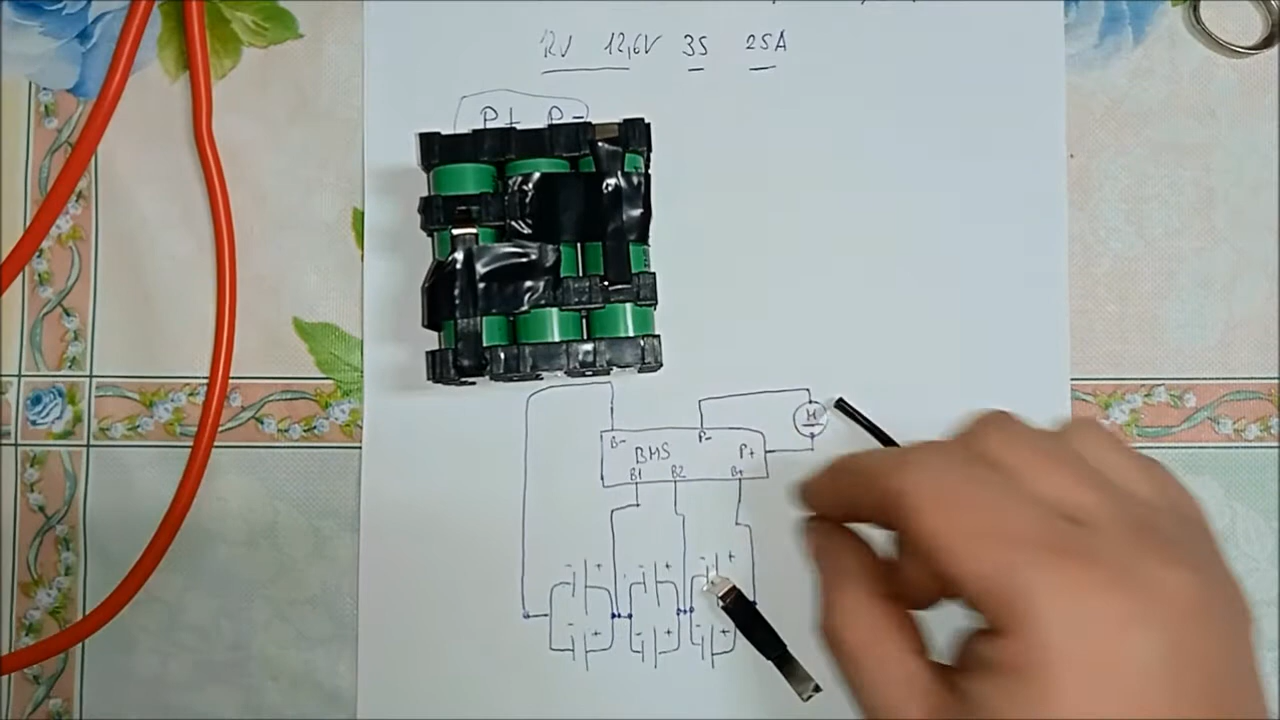 12V 12,6V 3S 25A
P+ P-
M
B- P-
BMS P+
B1 B2 B+
- + - + - +
- + - + - +